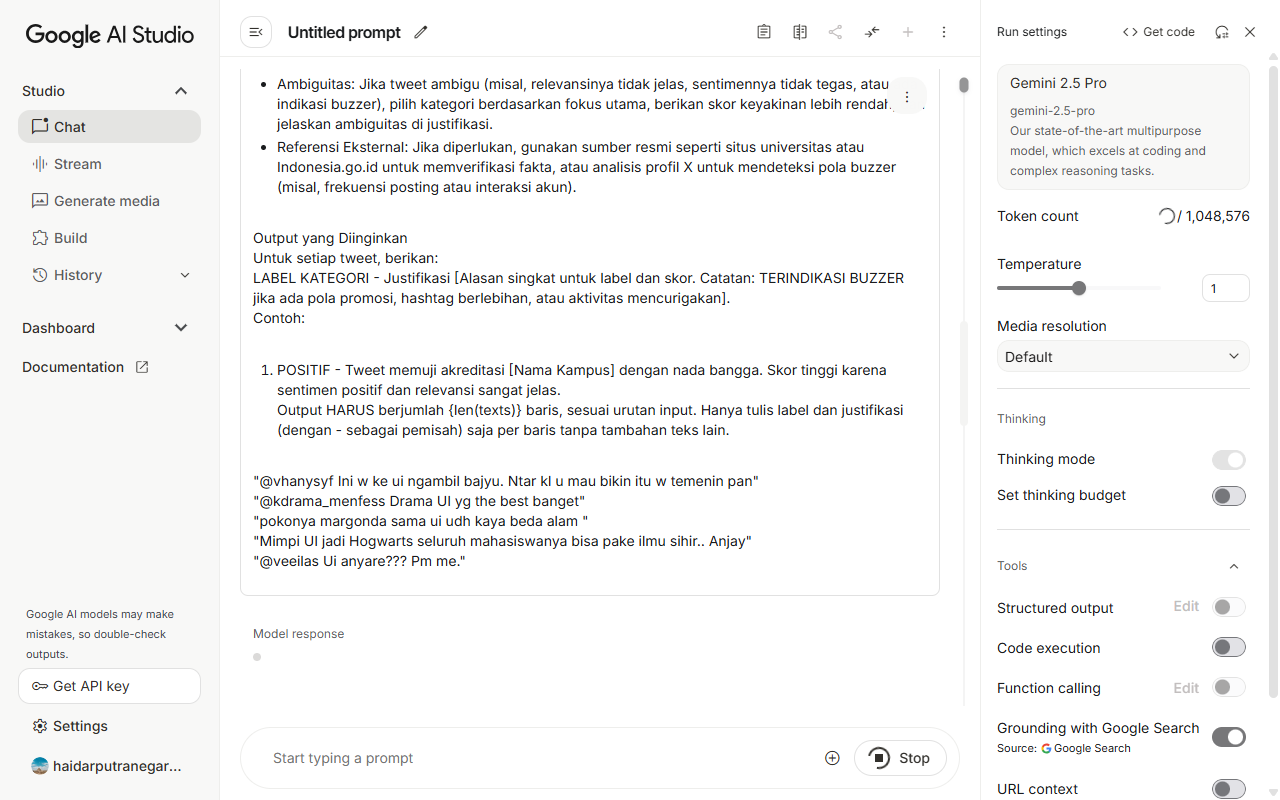 Google AI Studio
Studio
Chat
Stream
Generate media
Build
History
Dashboard
Documentation
Google AI models may make
mistakes, so double-check
outputs.
Get API key
Settings
haidarputranegar...
Untitled prompt
Ambiguitas: Jika tweet ambigu (misal, relevansinya tidak jelas, sentimennya tidak tegas, atau
indikasi buzzer), pilih kategori berdasarkan fokus utama, berikan skor keyakinan lebih rendah
jelaskan ambiguitas di justifikasi.
Referensi Eksternal: Jika diperlukan, gunakan sumber resmi seperti situs universitas atau
Indonesia.go.id untuk memverifikasi fakta, atau analisis profil X untuk mendeteksi pola buzzer
(misal, frekuensi posting atau interaksi akun).
Output yang Diinginkan
Untuk setiap tweet, berikan:
LABEL KATEGORI - Justifikasi [Alasan singkat untuk label dan skor. Catatan: TERINDIKASI BUZZER
jika ada pola promosi, hashtag berlebihan, atau aktivitas mencurigakan].
Contoh:
1. POSITIF - Tweet memuji akreditasi [Nama Kampus] dengan nada bangga. Skor tinggi karena
sentimen positif dan relevansi sangat jelas.
Output HARUS berjumlah {len(texts)} baris, sesuai urutan input. Hanya tulis label dan justifikasi
(dengan - sebagai pemisah) saja per baris tanpa tambahan teks lain.
"@vhanysyf Ini w ke ui ngambil bajyu. Ntar kl u mau bikin itu w temenin pan"
"@kdrama_menfess Drama UI yg the best banget"
"pokonya margonda sama ui udh kaya beda alam "
"Mimpi UI jadi Hogwarts seluruh mahasiswanya bisa pake ilmu sihir.. Anjay"
"@veeilas Ui anyare??? Pm me."
Model response
Start typing a prompt
Stop
Run settings
Get code
Gemini 2.5 Pro
gemini-2.5-pro
Our state-of-the-art multipurpose
model, which excels at coding and
complex reasoning tasks.
Token count
/ 1,048,576
Temperature
1
Media resolution
Default
Thinking
Thinking mode
Set thinking budget
Tools
Structured output
Edit
Code execution
Function calling
Edit
Grounding with Google Search
Source: Google Search
URL context